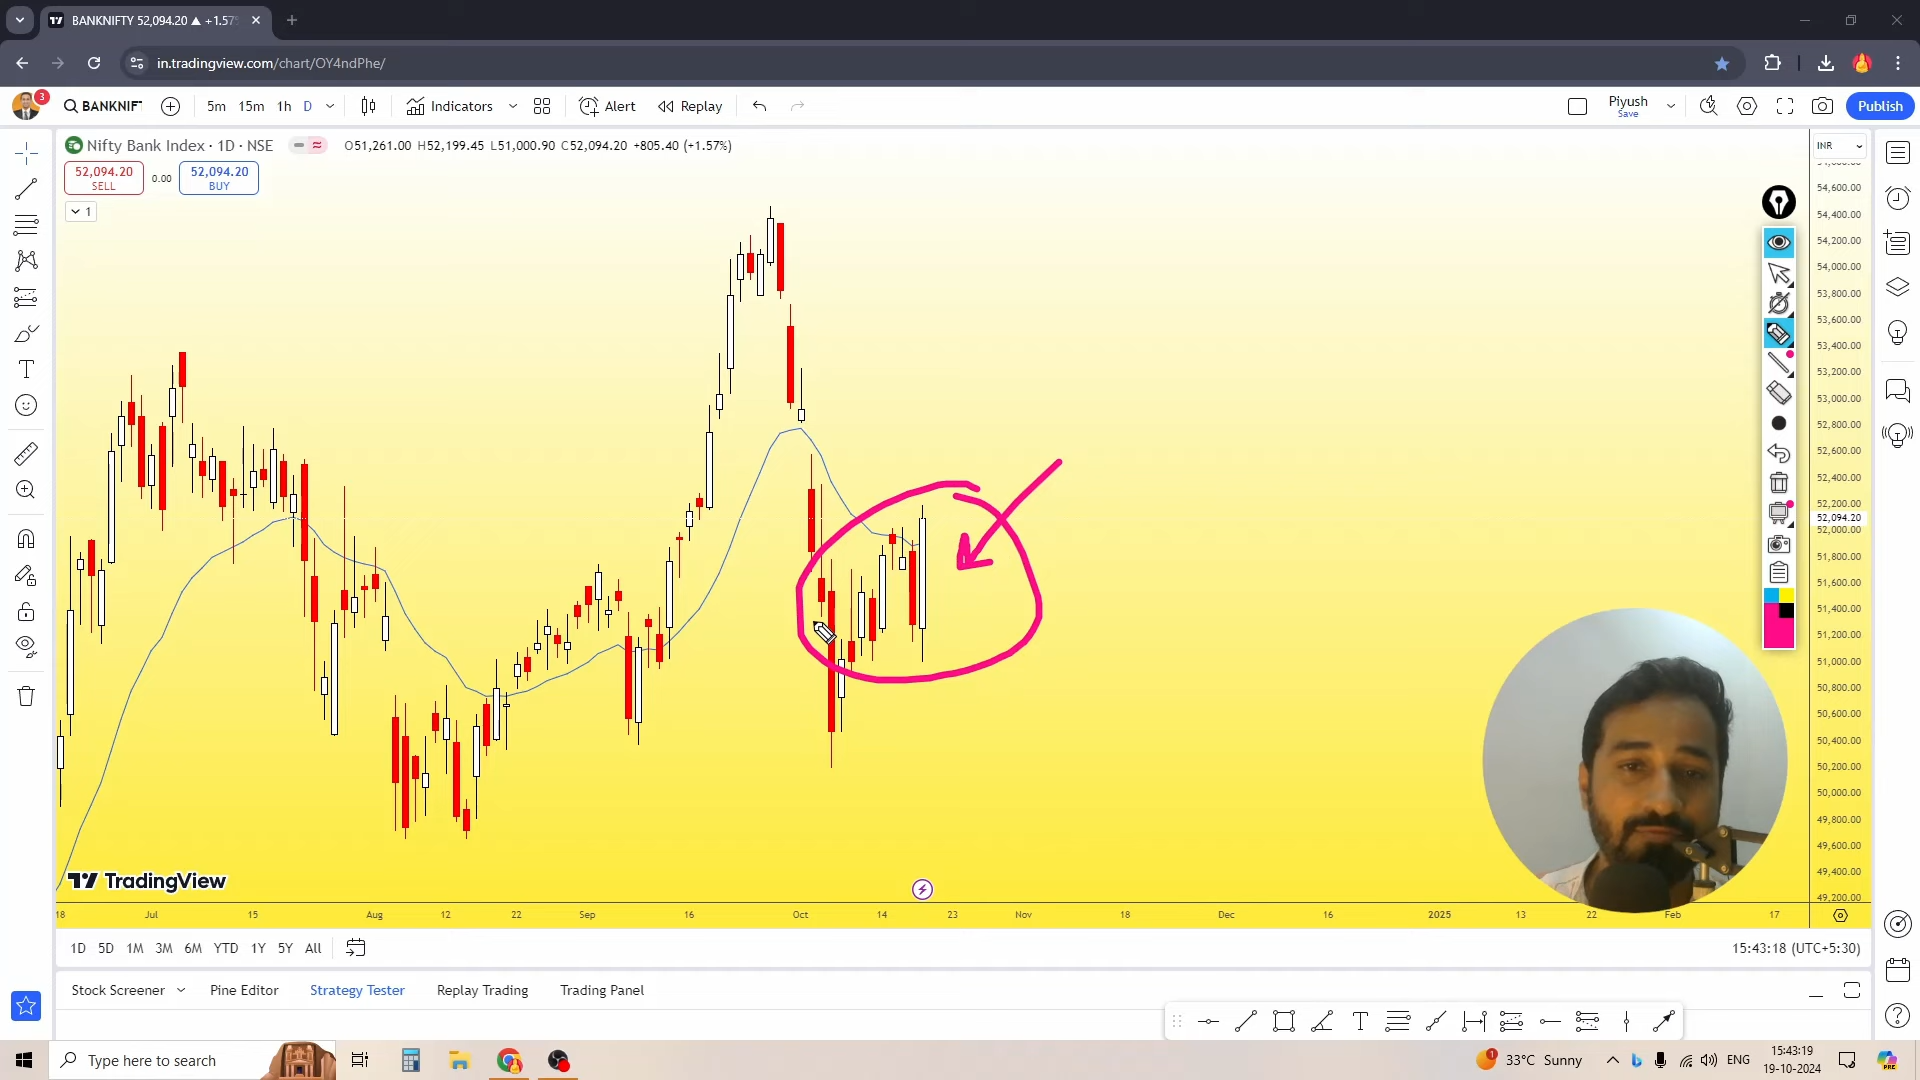 BANKNIFTY 52,094.20 ▲ +1.57%
in.tradingview.com/chart/OY4ndPhe/
3
BANKNIF
5m 15m 1h D
Indicators
Alert
Replay
Piyush
Save
Publish
Nifty Bank Index · 1D · NSE
O51,261.00 H52,199.45 L51,000.90 C52,094.20 +805.40 (+1.57%)
INR
52,094.20
SELL
0.00
52,094.20
BUY
1
54,600.00
54,400.00
54,200.00
54,000.00
53,800.00
53,600.00
53,400.00
53,200.00
53,000.00
52,800.00
52,600.00
52,400.00
52,200.00
52,094.20
52,000.00
51,800.00
51,600.00
51,400.00
51,200.00
51,000.00
50,800.00
50,600.00
50,400.00
50,200.00
50,000.00
49,800.00
49,600.00
49,400.00
49,200.00
TradingView
18 Jul 15 Aug 12 22 Sep 16 Oct 14 23 Nov 18 Dec 16 2025 13 22 Feb 17
1D 5D 1M 3M 6M YTD 1Y 5Y All
15:43:18 (UTC+5:30)
Stock Screener Pine Editor Strategy Tester Replay Trading Trading Panel
Type here to search
1
33°C Sunny
ENG
15:43:19
19-10-2024
PRE